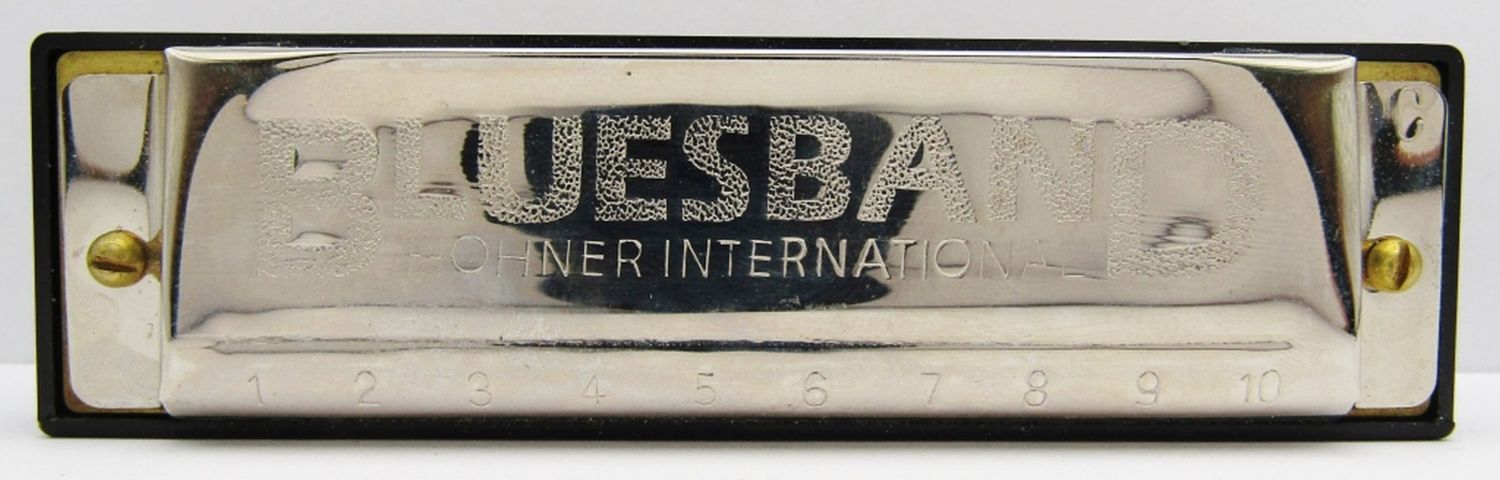 BLUESBAND
HOHNER INTERNATIONAL
1 2 3 4 5 6 7 8 9 10